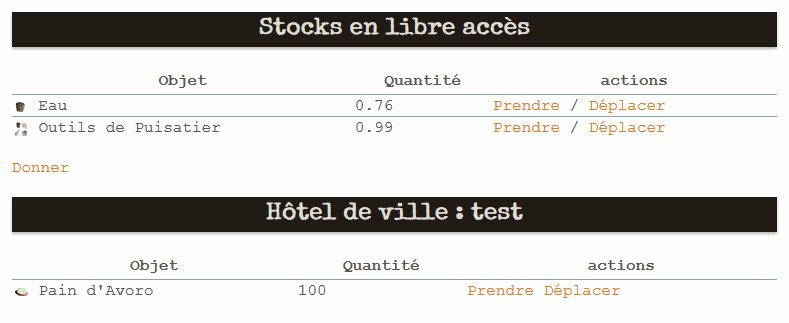 Stocks en libre accès
Objet Quantité actions
Eau 0.76 Prendre / Déplacer
Outils de Puisatier 0.99 Prendre / Déplacer
Donner
Hôtel de ville : test
Objet Quantité actions
Pain d'Avoro 100 Prendre Déplacer